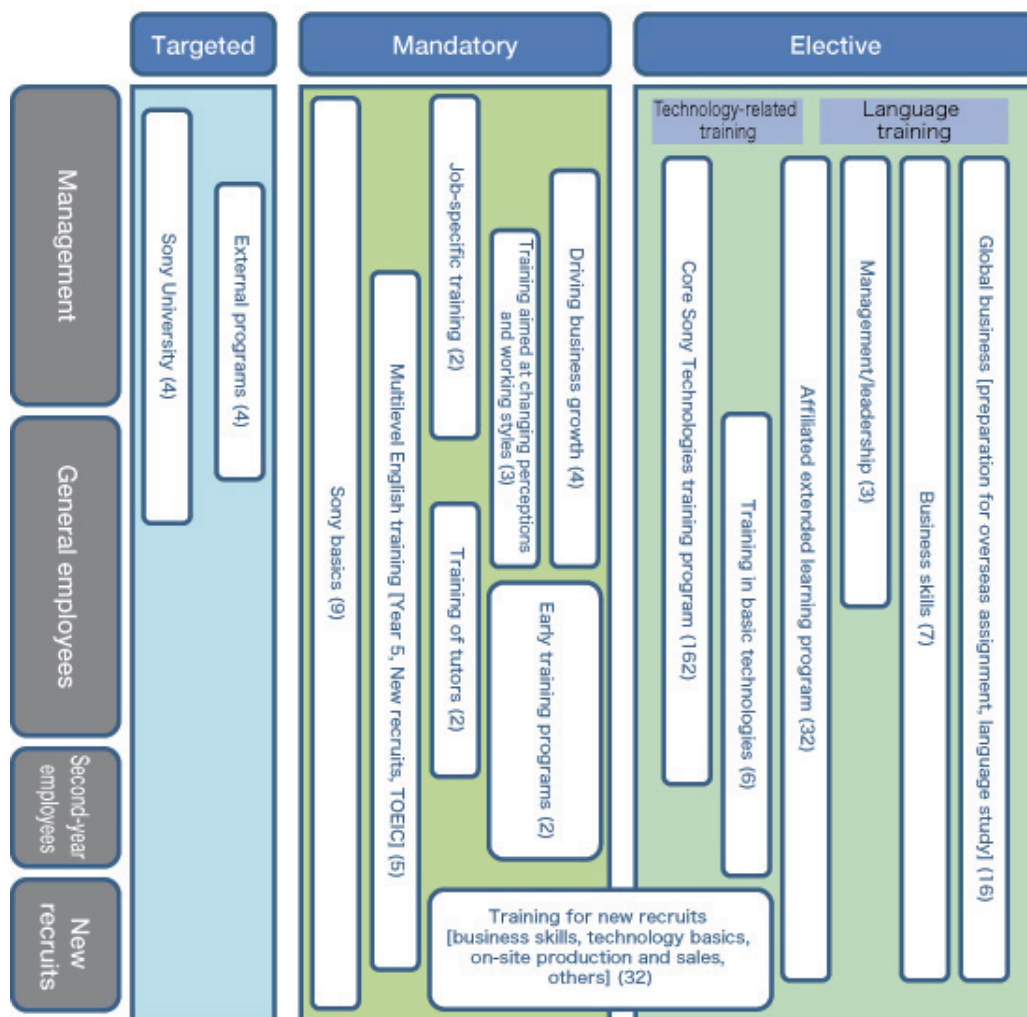 Targeted
Mandatory
Elective
Management
General employees
Second-year
employees
New
recruits
Sony University (4)
External programs (4)
Sony basics (9)
Multilevel English training [Year 5, New recruits, TOEIC] (5)
Job-specific training (2)
Training of tutors (2)
Training aimed at changing perceptions
and working styles (3)
Driving business growth (4)
Early training programs (2)
Training for new recruits
[business skills, technology basics,
on-site production and sales,
others] (32)
Technology-related
training
Language
training
Core Sony Technologies training program (162)
Training in basic technologies (6)
Affiliated extended learning program (32)
Management/leadership (3)
Business skills (7)
Global business [preparation for overseas assignment, language study] (16)